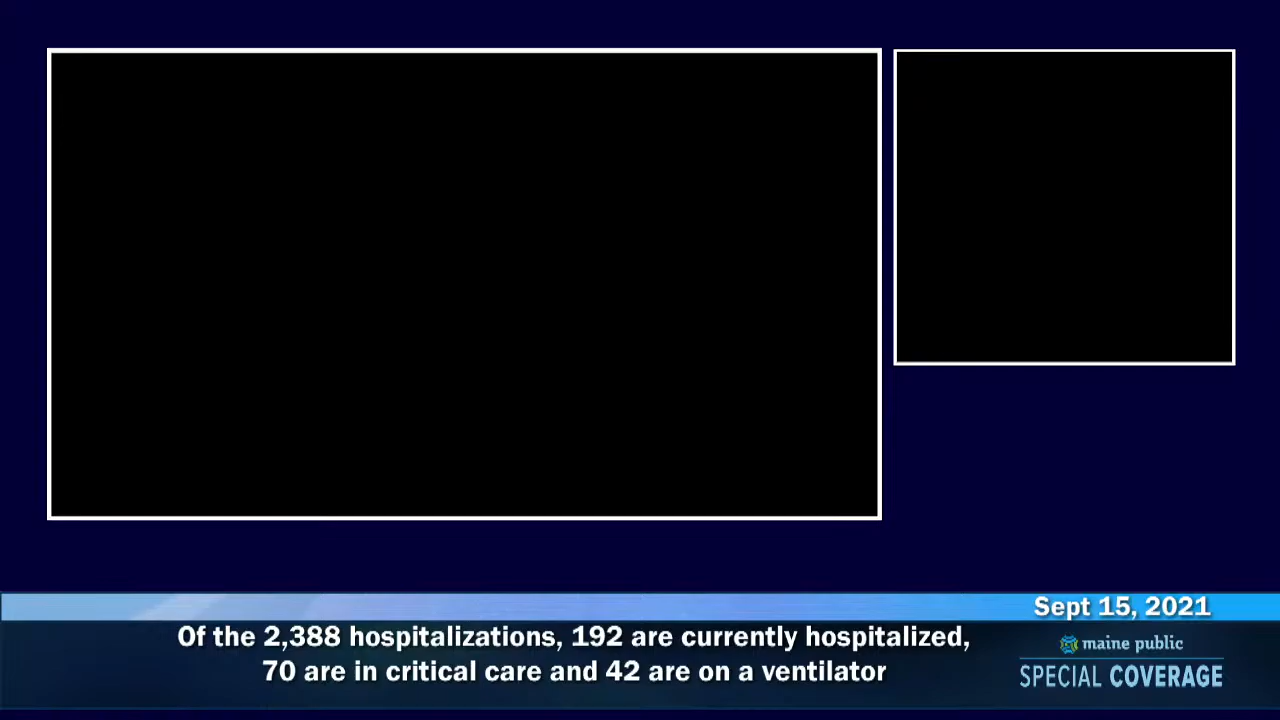 Sept 15, 2021
Of the 2,388 hospitalizations, 192 are currently hospitalized,
70 are in critical care and 42 are on a ventilator
maine public
SPECIAL COVERAGE